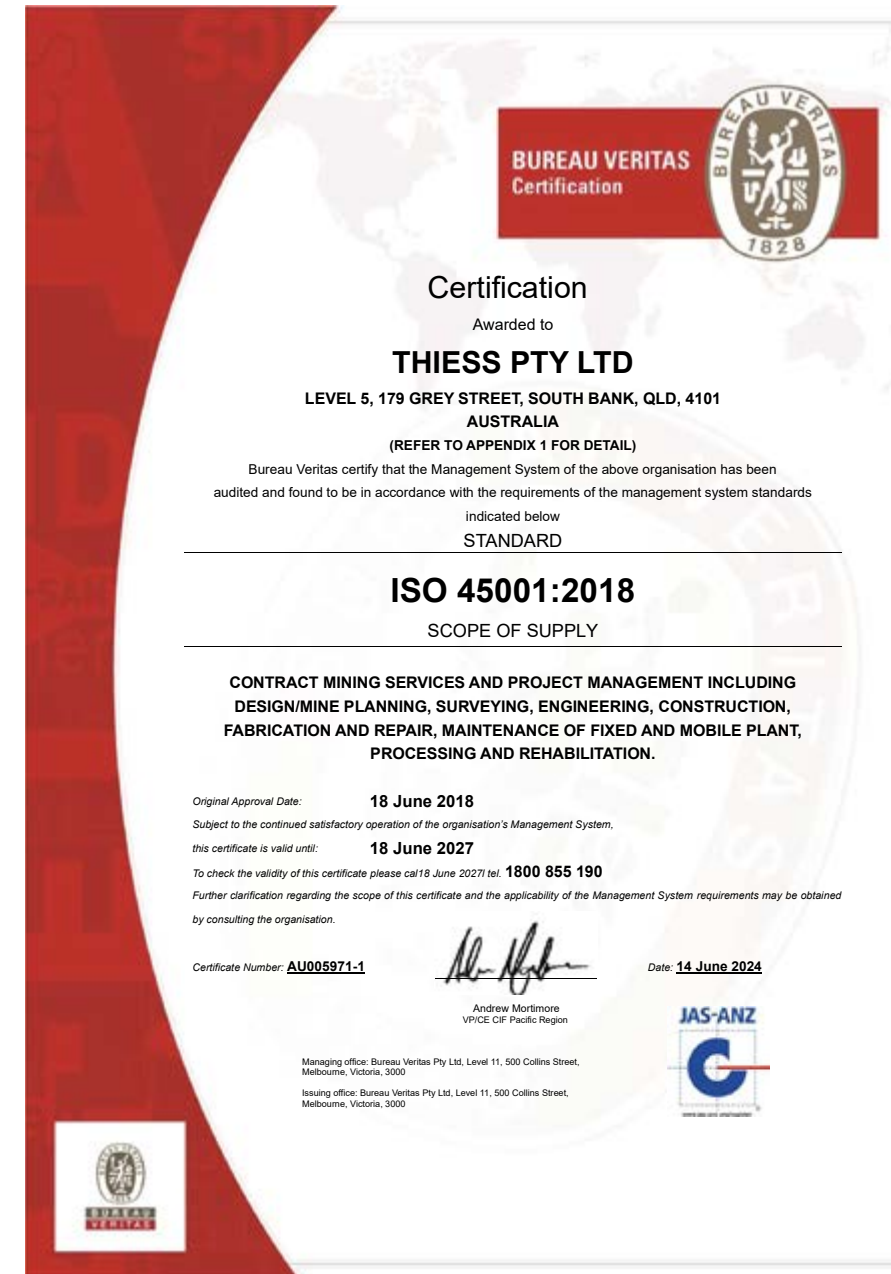 BUREAU VERITAS
Certification
BUREAU VERITAS
1828
Certification
Awarded to
THIESS PTY LTD
LEVEL 5, 179 GREY STREET, SOUTH BANK, QLD, 4101
AUSTRALIA
(REFER TO APPENDIX 1 FOR DETAIL)
Bureau Veritas certify that the Management System of the above organisation has been
audited and found to be in accordance with the requirements of the management system standards
indicated below
STANDARD
ISO 45001:2018
SCOPE OF SUPPLY
CONTRACT MINING SERVICES AND PROJECT MANAGEMENT INCLUDING
DESIGN/MINE PLANNING, SURVEYING, ENGINEERING, CONSTRUCTION,
FABRICATION AND REPAIR, MAINTENANCE OF FIXED AND MOBILE PLANT,
PROCESSING AND REHABILITATION.
Original Approval Date: 18 June 2018
Subject to the continued satisfactory operation of the organisation's Management System,
this certificate is valid until: 18 June 2027
To check the validity of this certificate please cal18 June 2027l tel. 1800 855 190
Further clarification regarding the scope of this certificate and the applicability of the Management System requirements may be obtained
by consulting the organisation.
Certificate Number: AU005971-1
Date: 14 June 2024
Andrew Mortimore
VP/CE CIF Pacific Region
JAS-ANZ
Managing office: Bureau Veritas Pty Ltd, Level 11, 500 Collins Street,
Melbourne, Victoria, 3000
Issuing office: Bureau Veritas Pty Ltd, Level 11, 500 Collins Street,
Melbourne, Victoria, 3000
BUREAU
VERITAS